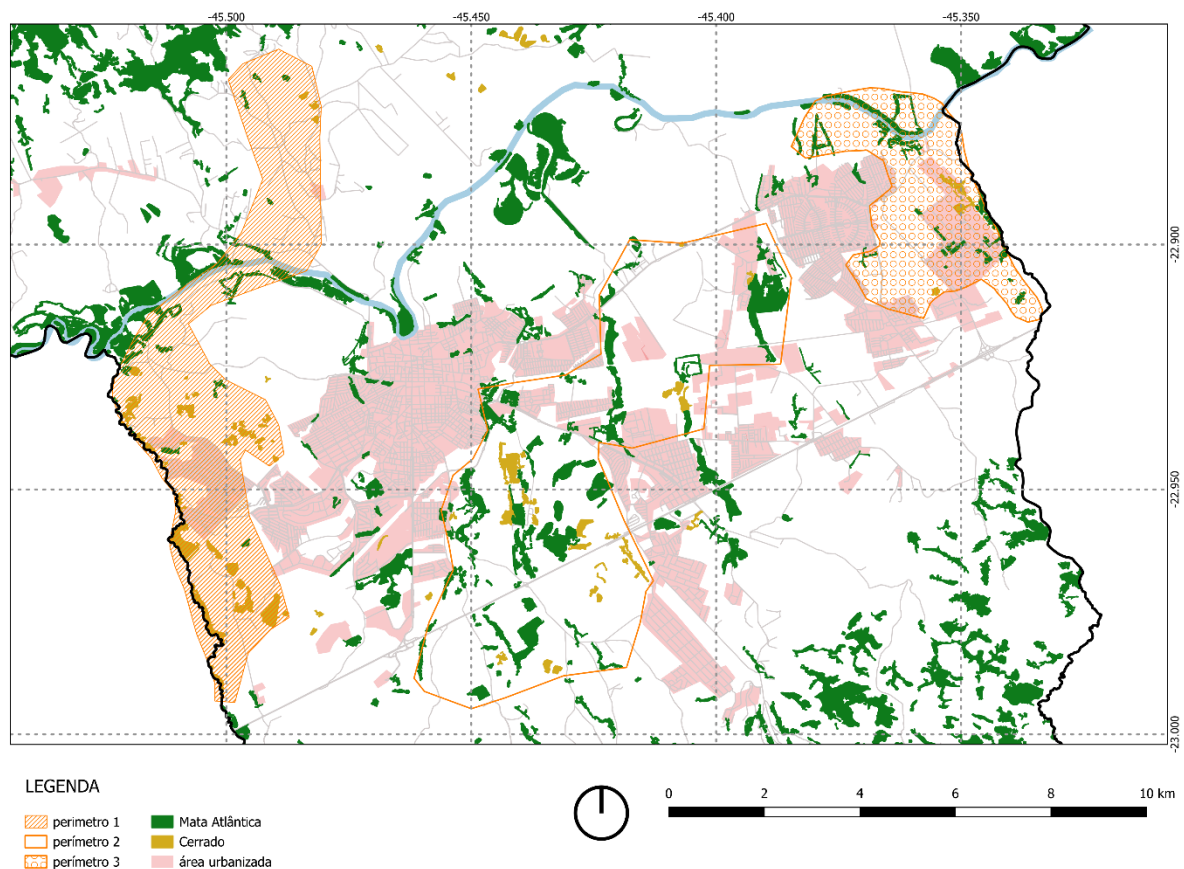 -45.500 -45.450 -45.400 -45.350
-22.900
-22.950
-23.000
LEGENDA
perimetro 1
perímetro 2
perímetro 3
Mata Atlântica
Cerrado
área urbanizada
0 2 4 6 8 10 km